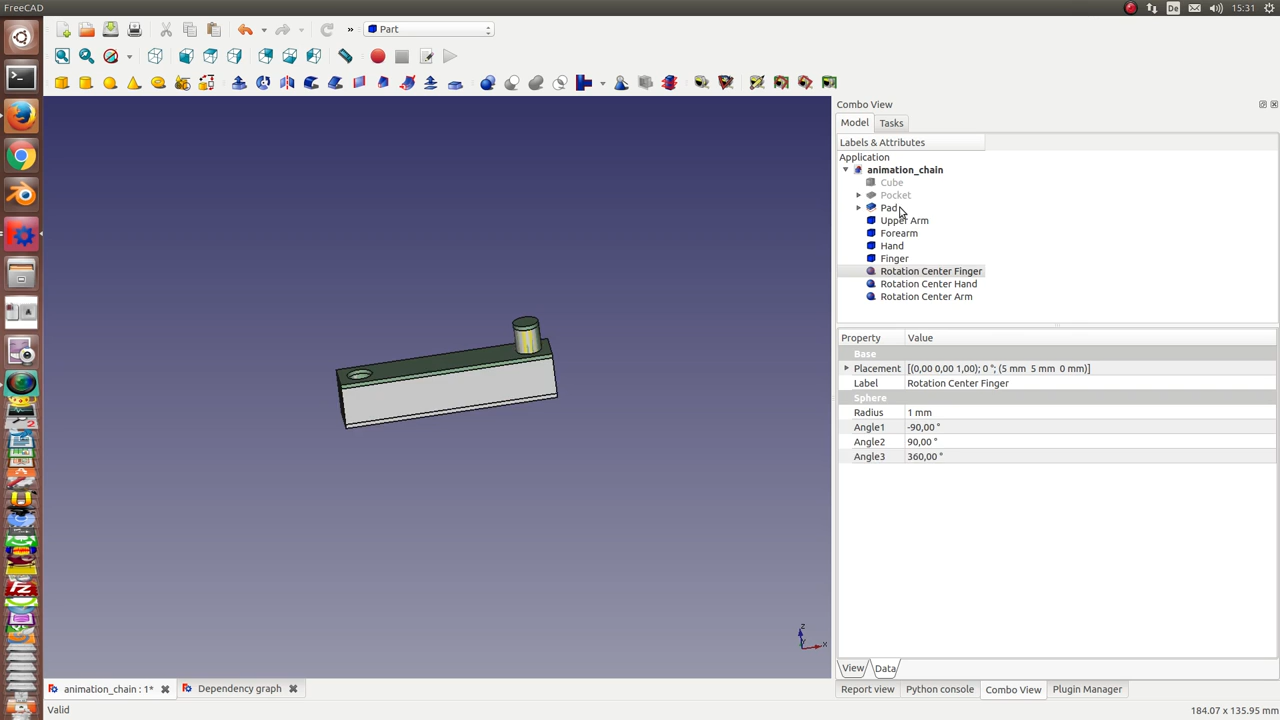 FreeCAD
De
15:31
»
Part
Combo View
Model
Tasks
Labels & Attributes
Application
animation_chain
Cube
Pocket
Pad
Upper Arm
Forearm
Hand
Finger
Rotation Center Finger
Rotation Center Hand
Rotation Center Arm
Property
Value
Base
Placement
[(0,00 0,00 1,00); 0 °; (5 mm 5 mm 0 mm)]
Label
Rotation Center Finger
Sphere
Radius
1 mm
Angle1
-90,00 °
Angle2
90,00 °
Angle3
360,00 °
z
x
View
Data
animation_chain : 1*
Dependency graph
Report view
Python console
Combo View
Plugin Manager
Valid
184.07 x 135.95 mm